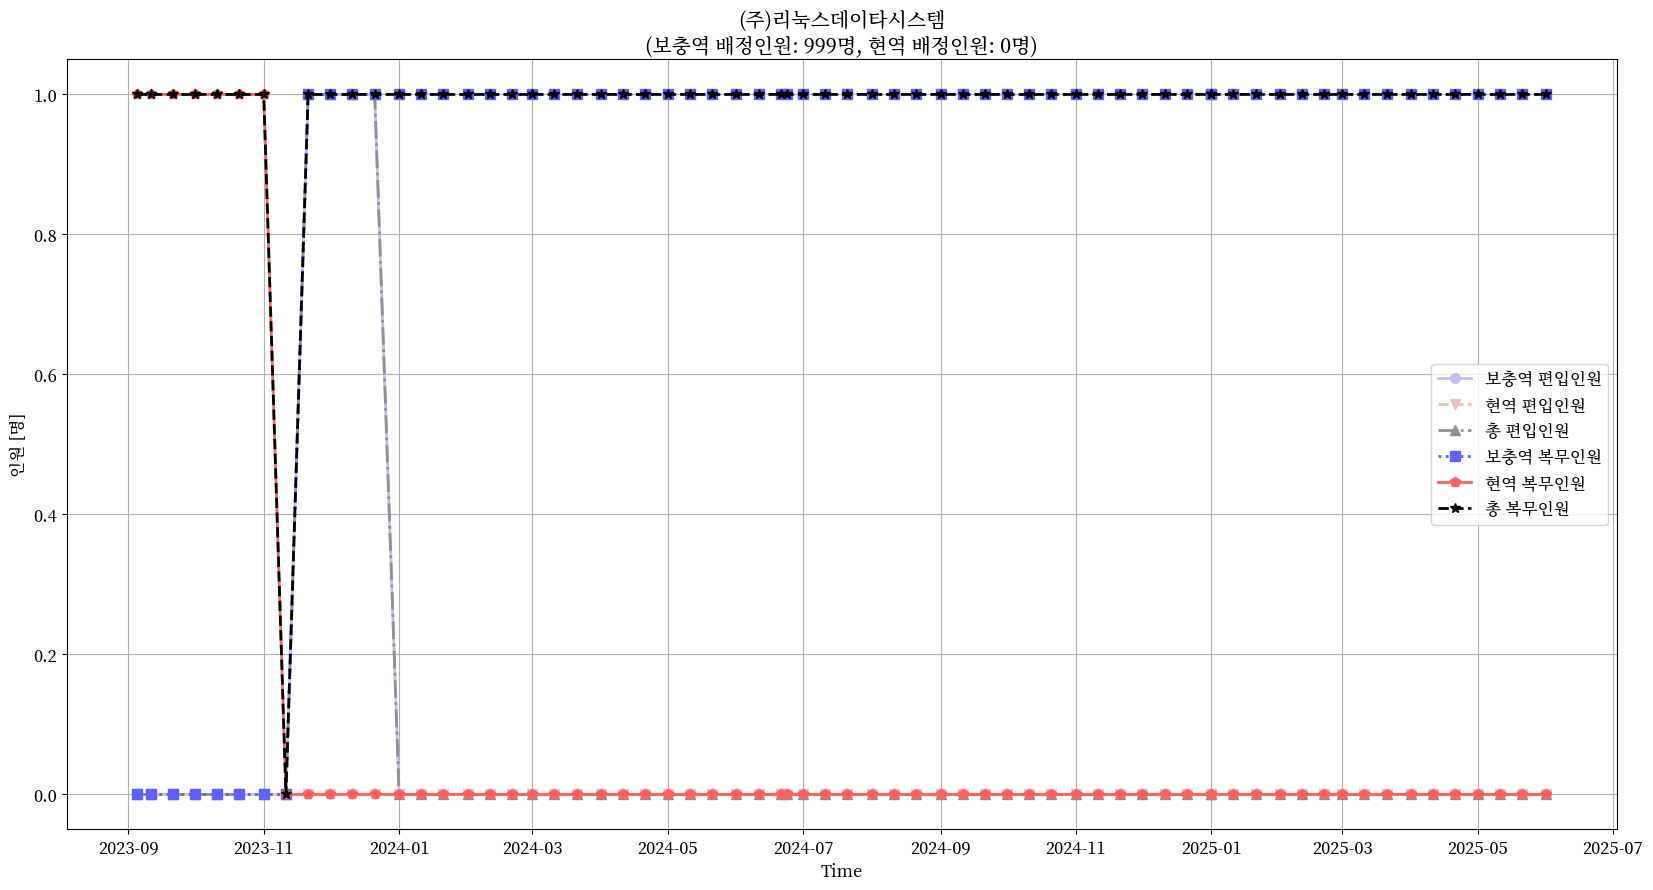 (주)리눅스데이타시스템
(보충역 배정인원: 999명, 현역 배정인원: 0명)
인원 [명]
1.0
0.8
0.6
0.4
0.2
0.0
보충역 편입인원
현역 편입인원
총 편입인원
보충역 복무인원
현역 복무인원
총 복무인원
2023-09
2023-11
2024-01
2024-03
2024-05
2024-07
2024-09
2024-11
2025-01
2025-03
2025-05
2025-07
Time